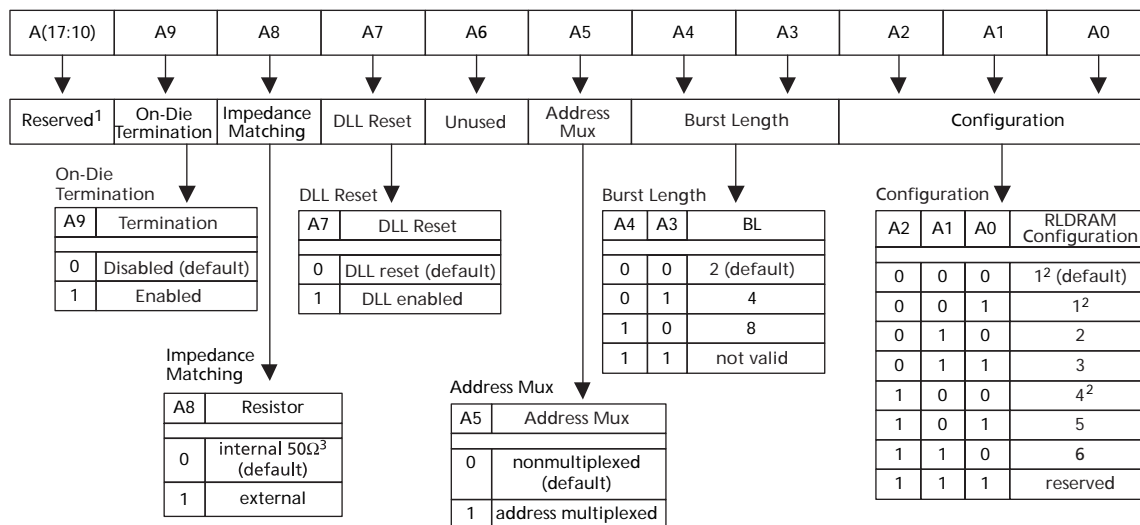 A(17:10) A9 A8 A7 A6 A5 A4 A3 A2 A1 A0
Reserved¹ On-Die Termination Impedance Matching DLL Reset Unused Address Mux Burst Length Configuration
On-Die
Termination
A9 Termination
0 Disabled (default)
1 Enabled
DLL Reset
A7 DLL Reset
0 DLL reset (default)
1 DLL enabled
Burst Length
A4 A3 BL
0 0 2 (default)
0 1 4
1 0 8
1 1 not valid
Configuration
A2 A1 A0 RLDRAM Configuration
0 0 0 1² (default)
0 0 1 1²
0 1 0 2
0 1 1 3
1 0 0 4²
1 0 1 5
1 1 0 6
1 1 1 reserved
Impedance
Matching
A8 Resistor
0 internal 50Ω³ (default)
1 external
Address Mux
A5 Address Mux
0 nonmultiplexed (default)
1 address multiplexed